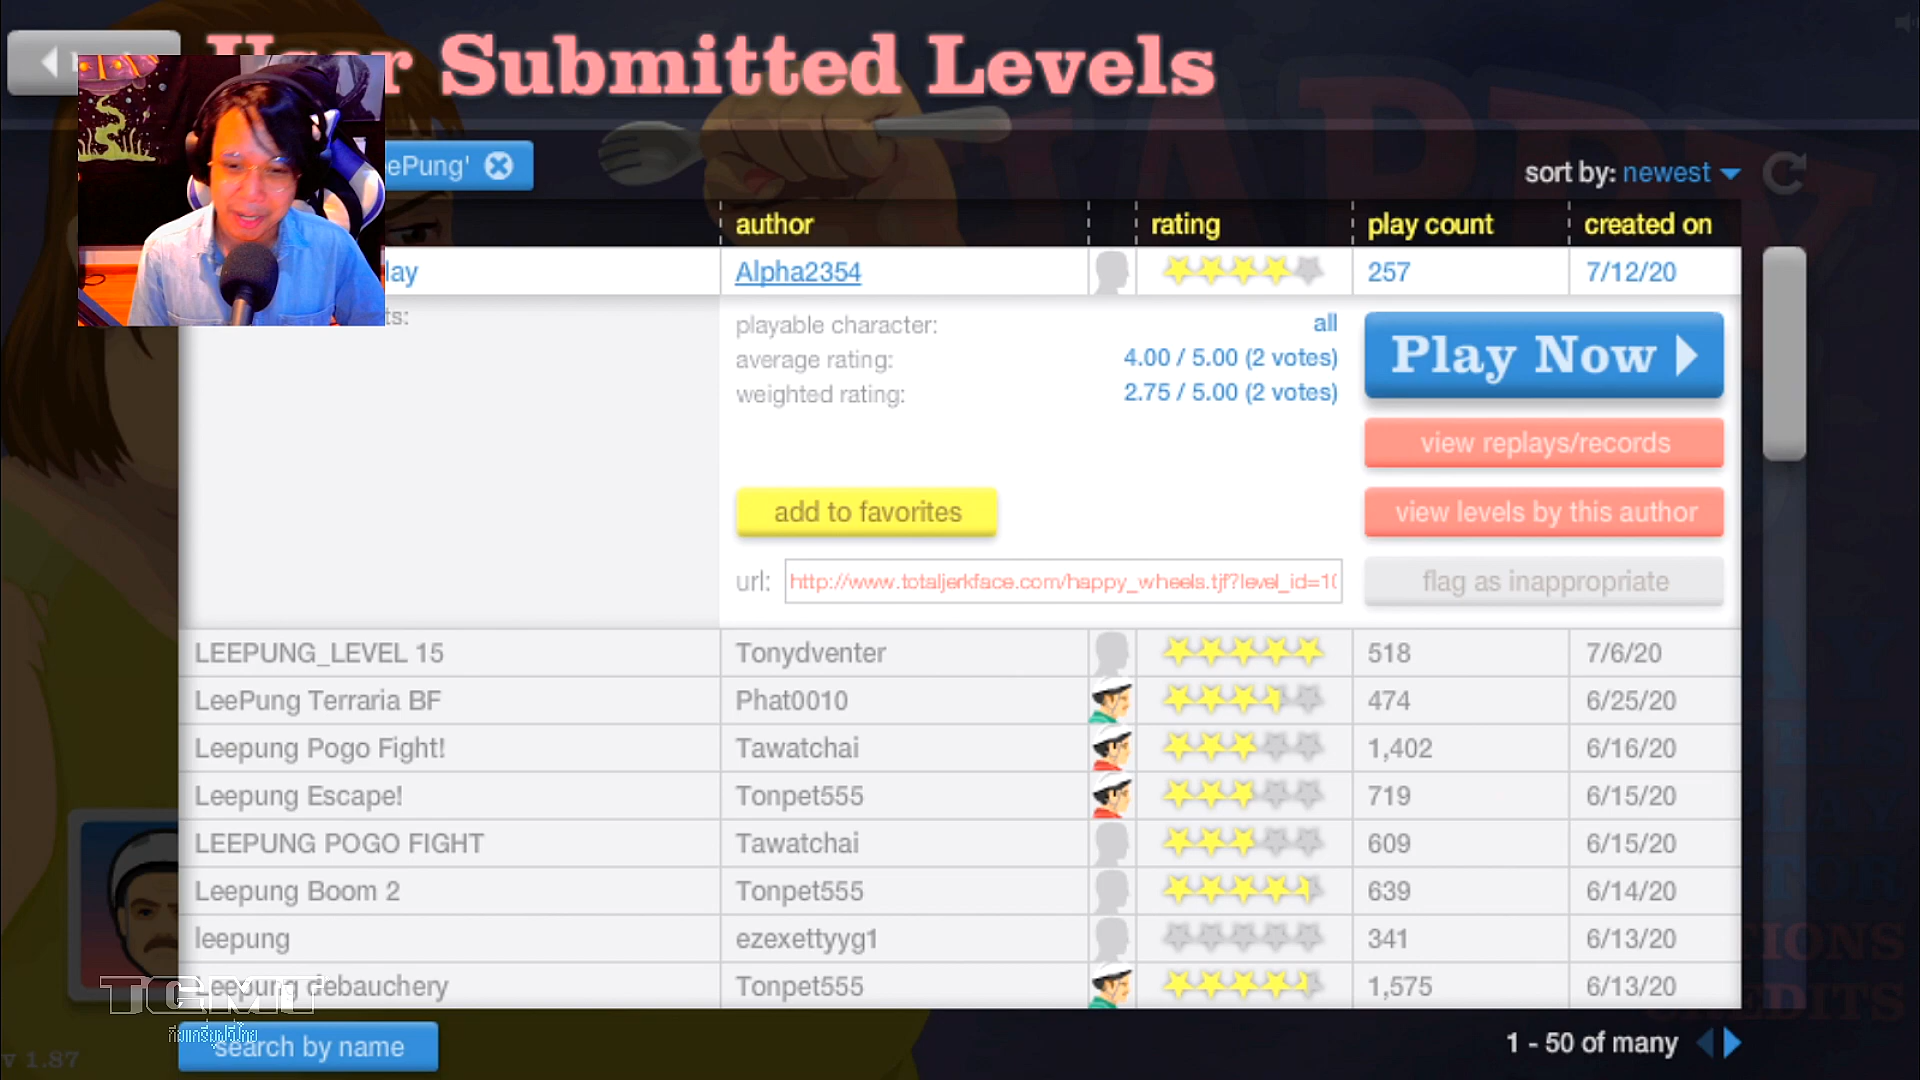 Submitted Levels
ePung'
sort by: newest
author rating play count created on
lay Alpha2354 257 7/12/20
ts:
playable character: all
average rating: 4.00 / 5.00 (2 votes)
weighted rating: 2.75 / 5.00 (2 votes)
Play Now
view replays/records
add to favorites
view levels by this author
url: http://www.totaljerkface.com/happy_wheels.tjf?level_id=10
flag as inappropriate
LEEPUNG_LEVEL 15 Tonydventer 518 7/6/20
LeePung Terraria BF Phat0010 474 6/25/20
Leepung Pogo Fight! Tawatchai 1,402 6/16/20
Leepung Escape! Tonpet555 719 6/15/20
LEEPUNG POGO FIGHT Tawatchai 609 6/15/20
Leepung Boom 2 Tonpet555 639 6/14/20
leepung ezexettyyg1 341 6/13/20
Leepung debauchery Tonpet555 1,575 6/13/20
TGMT
search by name
1 - 50 of many
v 1.87